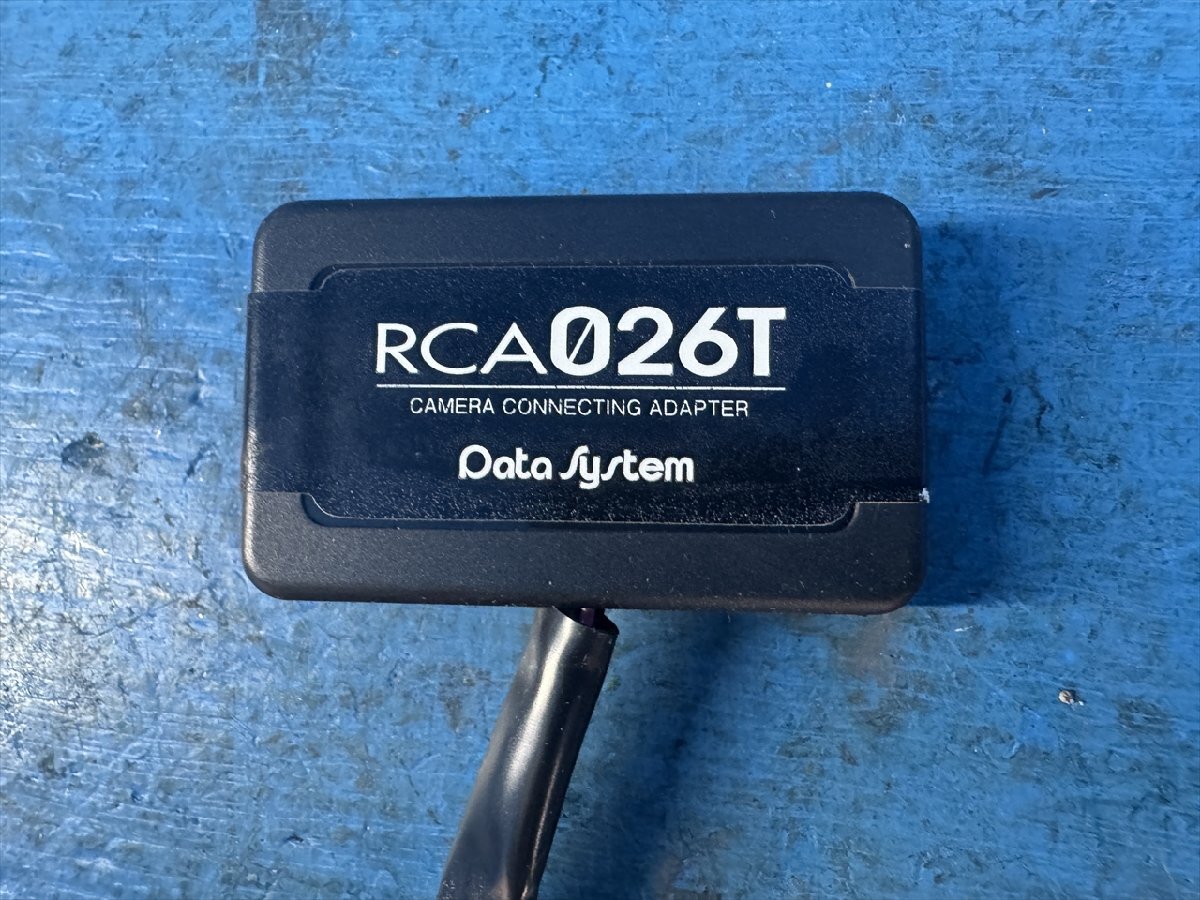 RCA026T
CAMERA CONNECTING ADAPTER
Data System